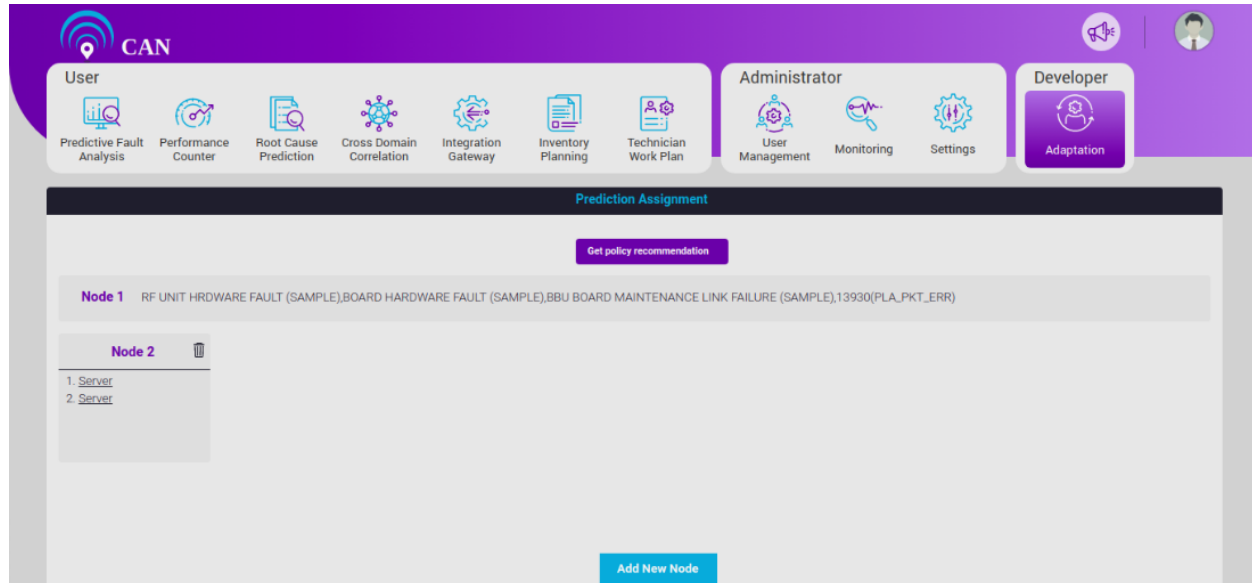 CAN
User
Predictive Fault
Analysis
Performance
Counter
Root Cause
Prediction
Cross Domain
Correlation
Integration
Gateway
Inventory
Planning
Technician
Work Plan
Administrator
User
Management
Monitoring
Settings
Developer
Adaptation
Prediction Assignment
Get policy recommendation
Node 1 RF UNIT HRDWARE FAULT (SAMPLE),BOARD HARDWARE FAULT (SAMPLE),BBU BOARD MAINTENANCE LINK FAILURE (SAMPLE),13930(PLA_PKT_ERR)
Node 2
1. Server
2. Server
Add New Node